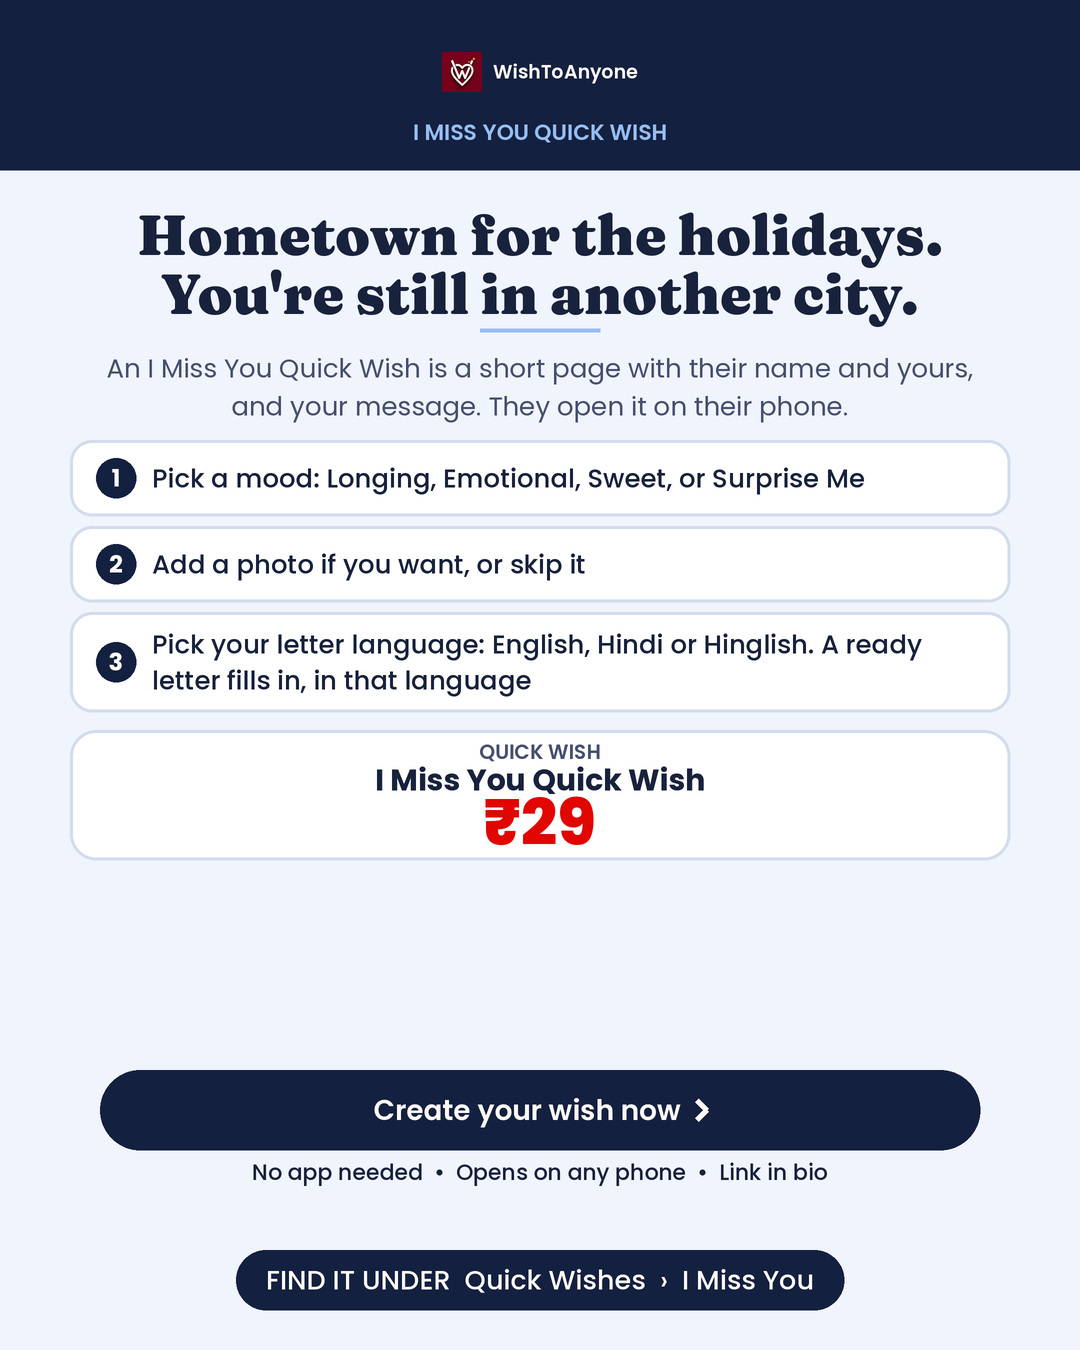 WishToAnyone
I MISS YOU QUICK WISH
Hometown for the holidays.
You're still in another city.
An I Miss You Quick Wish is a short page with their name and yours,
and your message. They open it on their phone.
1 Pick a mood: Longing, Emotional, Sweet, or Surprise Me
2 Add a photo if you want, or skip it
3 Pick your letter language: English, Hindi or Hinglish. A ready
letter fills in, in that language
QUICK WISH
I Miss You Quick Wish
₹29
Create your wish now ›
No app needed • Opens on any phone • Link in bio
FIND IT UNDER Quick Wishes › I Miss You